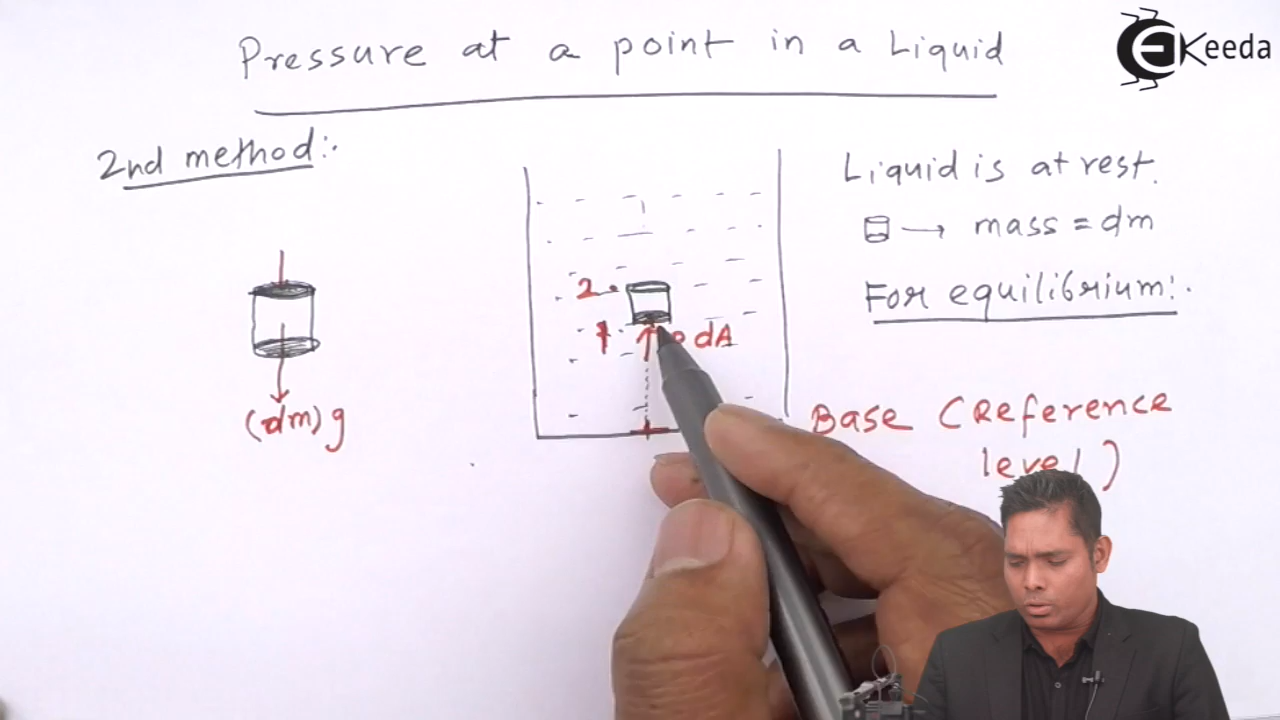 Pressure at a point in a Liquid
EKeeda
2nd method:.
Liquid is at rest.
→ mass = dm
For equilibrium:.
2
1
dA
(dm)g
Base (Reference
level)